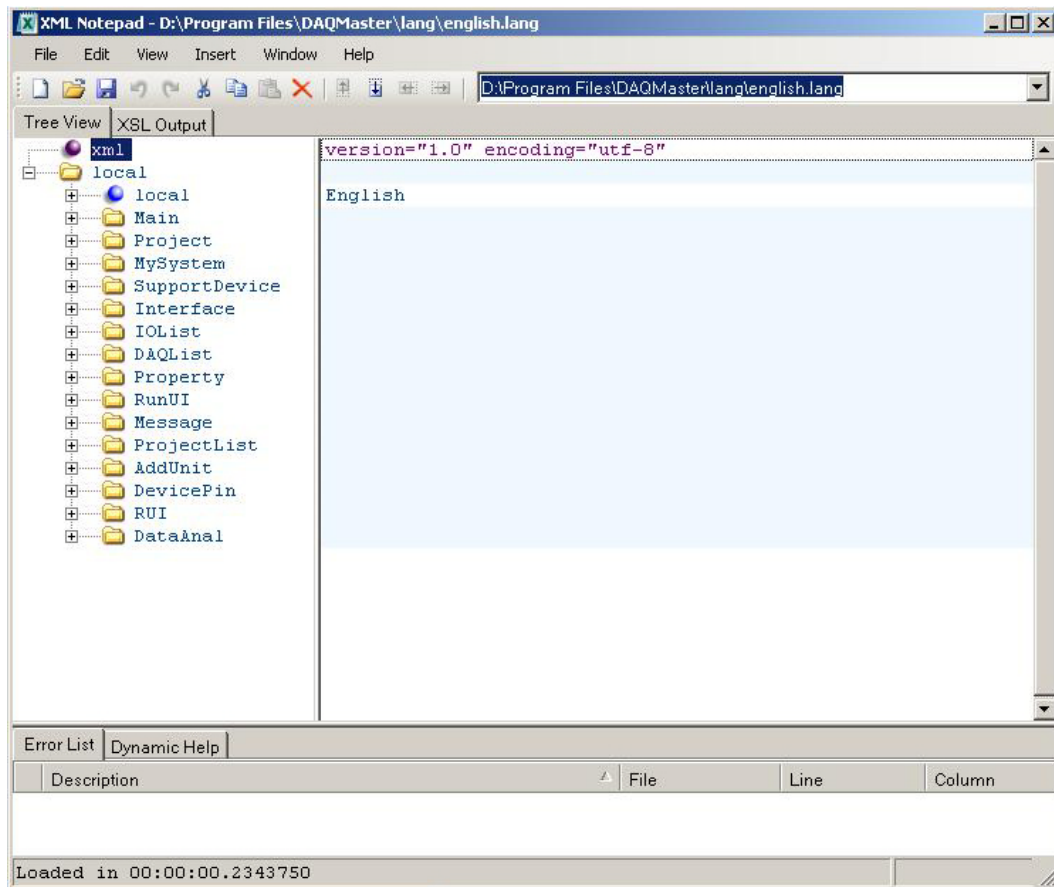 XML Notepad - D:\Program Files\DAQMaster\lang\english.lang
File Edit View Insert Window Help
D:\Program Files\DAQMaster\lang\english.lang
Tree View XSL Output
xml version="1.0" encoding="utf-8"
local
local English
Main
Project
MySystem
SupportDevice
Interface
IOList
DAQList
Property
RunUI
Message
ProjectList
AddUnit
DevicePin
RUI
DataAnal
Error List Dynamic Help
Description File Line Column
Loaded in 00:00:00.2343750